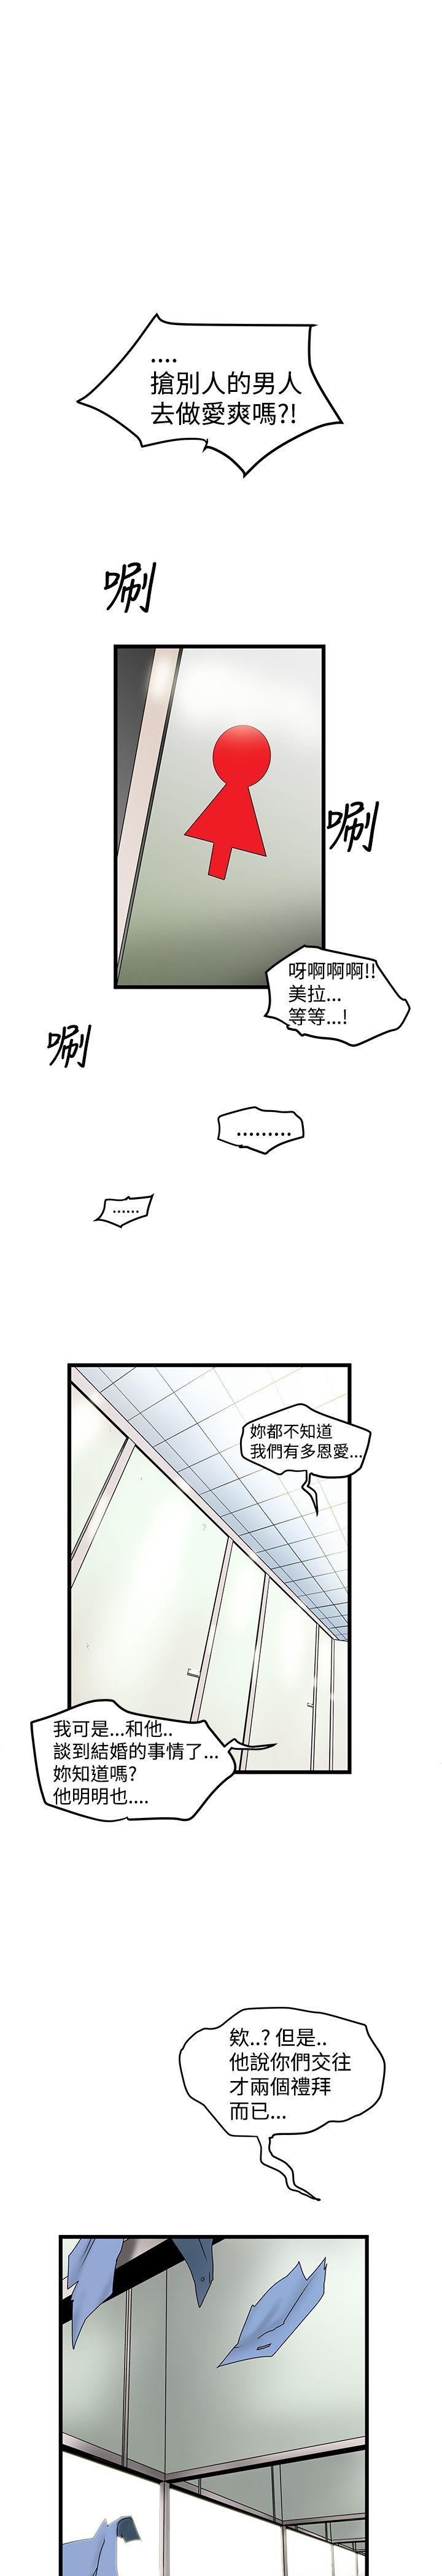 ....
搶別人的男人
去做愛爽嗎?!
唰
唰
呀啊啊啊!!
美拉...
等等...!
唰
.........
......
妳都不知道
我們有多恩愛...
我可是...和他..
談到結婚的事情了...
妳知道嗎?
他明明也....
欸..? 但是..
他說你們交往
才兩個禮拜
而已...